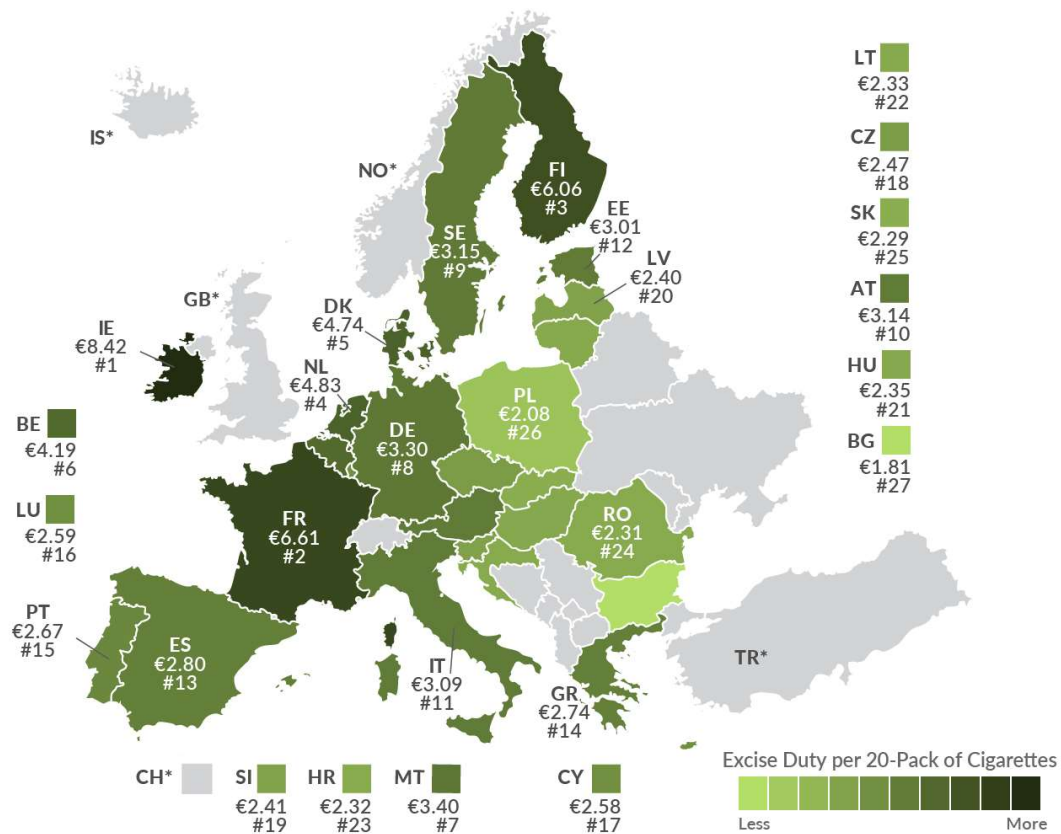 IS*
NO*
FI
€6.06
#3
SE
€3.15
#9
EE
€3.01
#12
LV
€2.40
#20
GB*
IE
€8.42
#1
DK
€4.74
#5
NL
€4.83
#4
DE
€3.30
#8
PL
€2.08
#26
BE
€4.19
#6
LU
€2.59
#16
FR
€6.61
#2
RO
€2.31
#24
PT
€2.67
#15
ES
€2.80
#13
IT
€3.09
#11
GR
€2.74
#14
TR*
LT
€2.33
#22
CZ
€2.47
#18
SK
€2.29
#25
AT
€3.14
#10
HU
€2.35
#21
BG
€1.81
#27
CH*
SI
€2.41
#19
HR
€2.32
#23
MT
€3.40
#7
CY
€2.58
#17
Excise Duty per 20-Pack of Cigarettes
Less
More